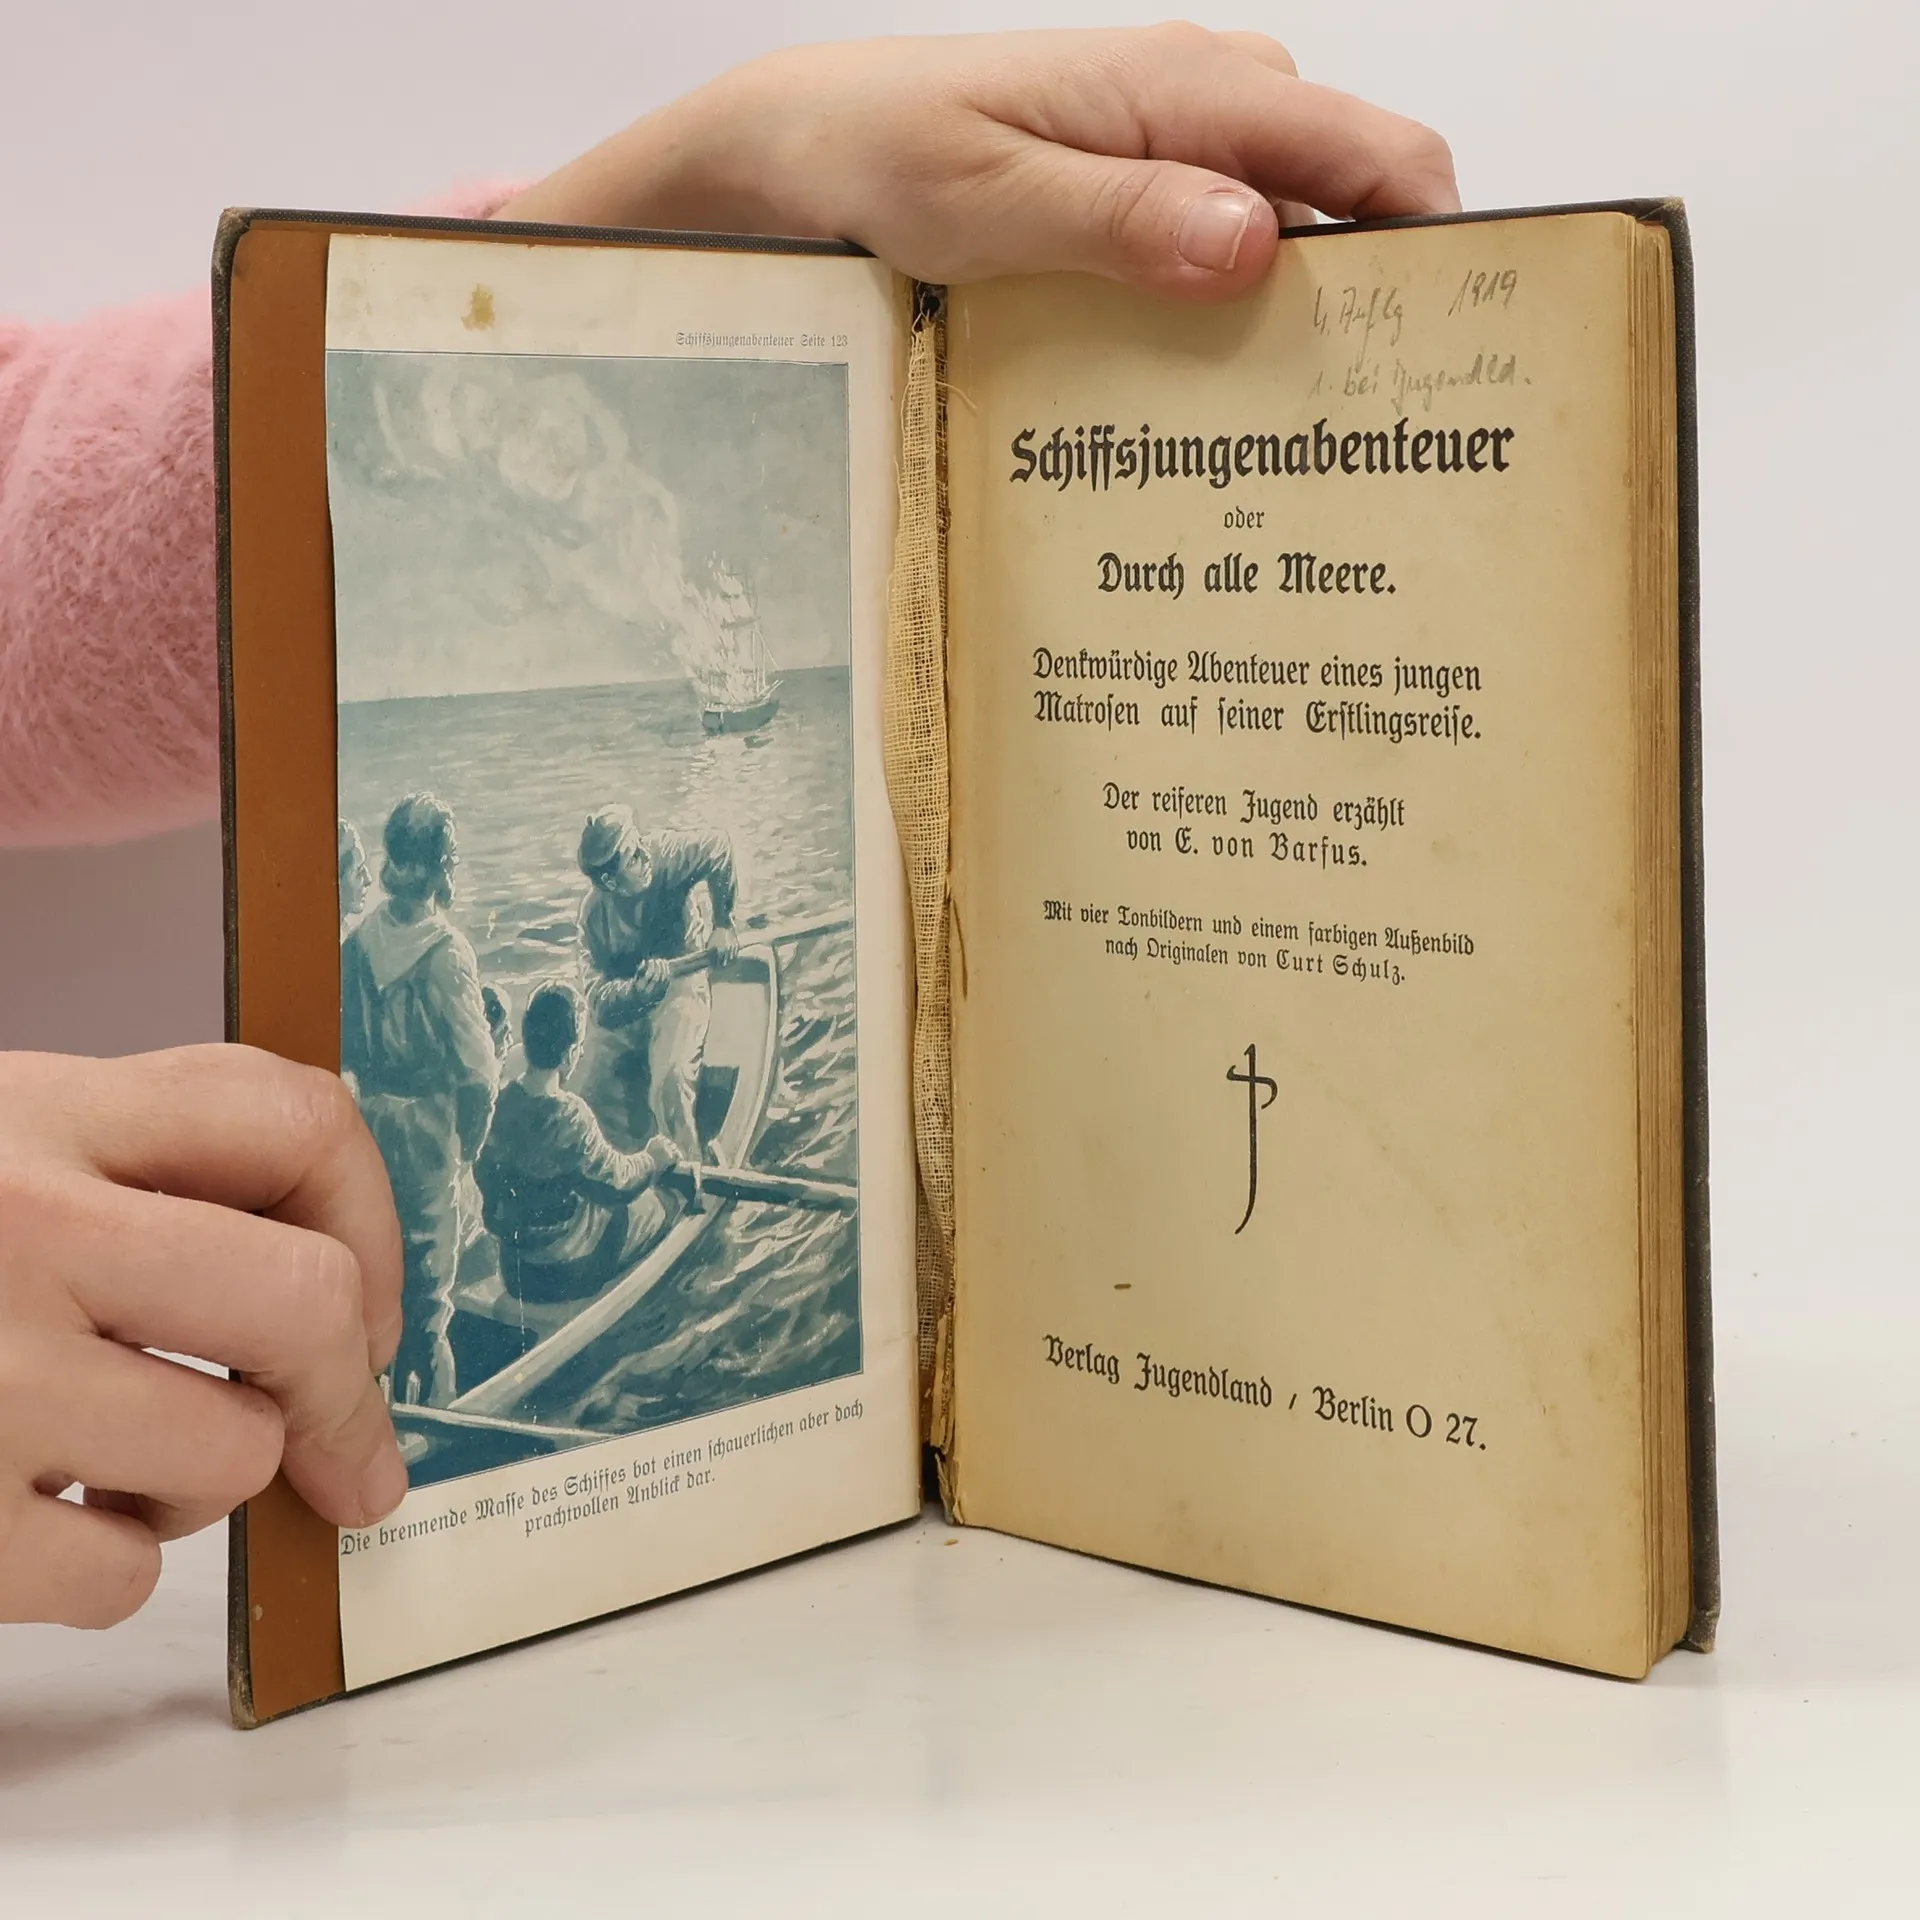 Schiffsjungenabenteuer Seite 123
Die brennende Maſſe des Schiffes bot einen ſchauerlichen aber doch
prachtvollen Anblick dar.
4. Auflg 1919
1. bei Jugendld.
Schiffsjungenabenteuer
oder
Durch alle Meere.
Denkwürdige Abenteuer eines jungen
Matroſen auf ſeiner Erſtlingsreiſe.
Der reiferen Jugend erzählt
von E. von Barfus.
Mit vier Tonbildern und einem farbigen Außenbild
nach Originalen von Curt Schulz.
Verlag Jugendland / Berlin O 27.